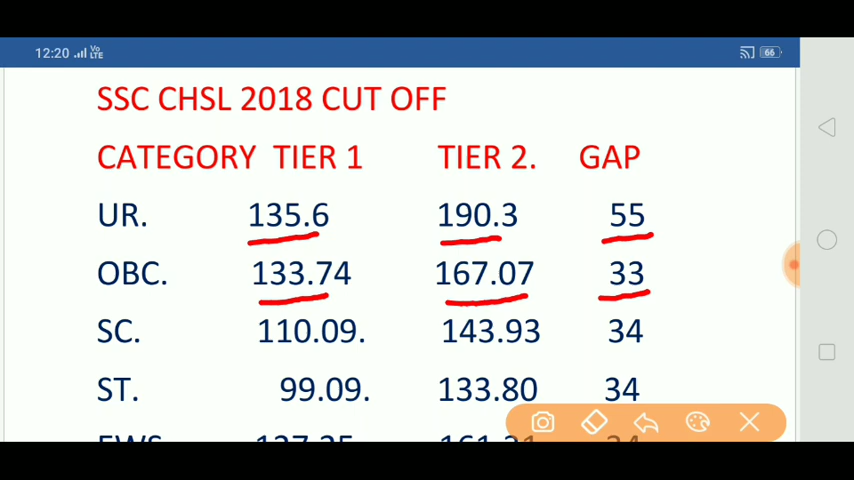 12:20 Vo LTE 66
SSC CHSL 2018 CUT OFF
CATEGORY TIER 1 TIER 2. GAP
UR. 135.6 190.3 55
OBC. 133.74 167.07 33
SC. 110.09. 143.93 34
ST. 99.09. 133.80 34